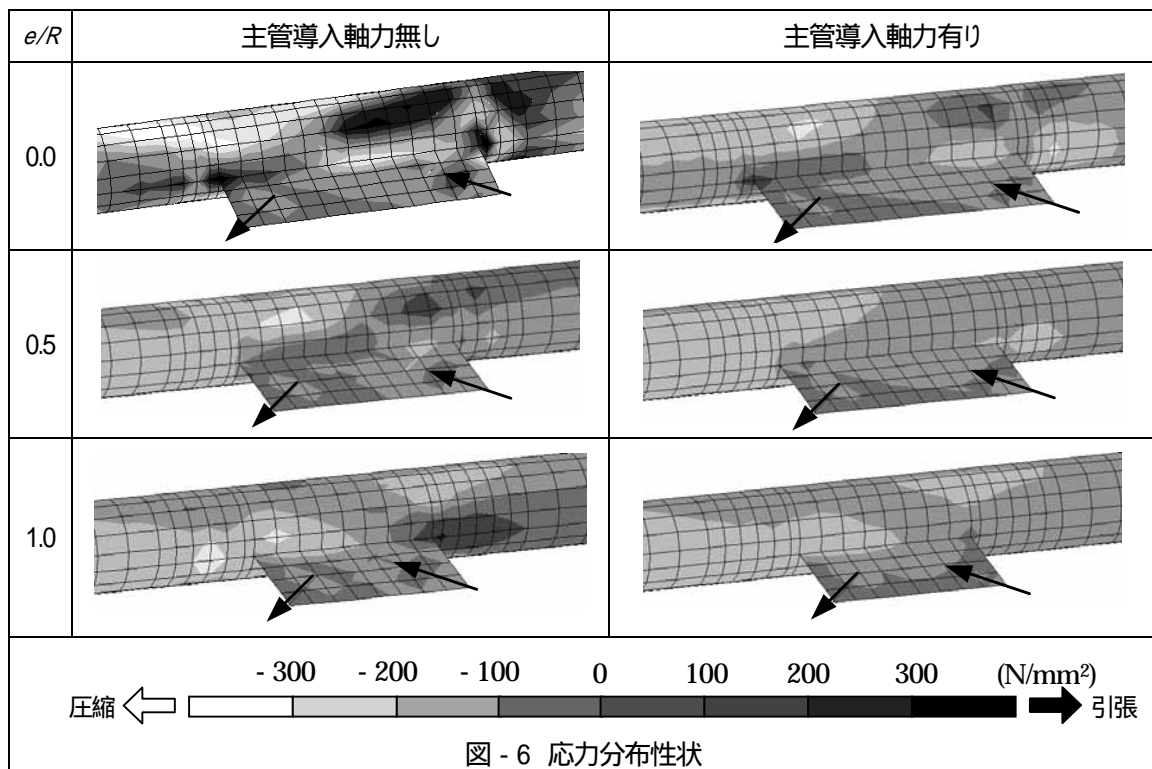 e/R 主管導入軸力無し 主管導入軸力有り
0.0
0.5
1.0
- 300 - 200 - 100 0 100 200 300 (N/mm²)
圧縮 引張
図 - 6 応力分布性状